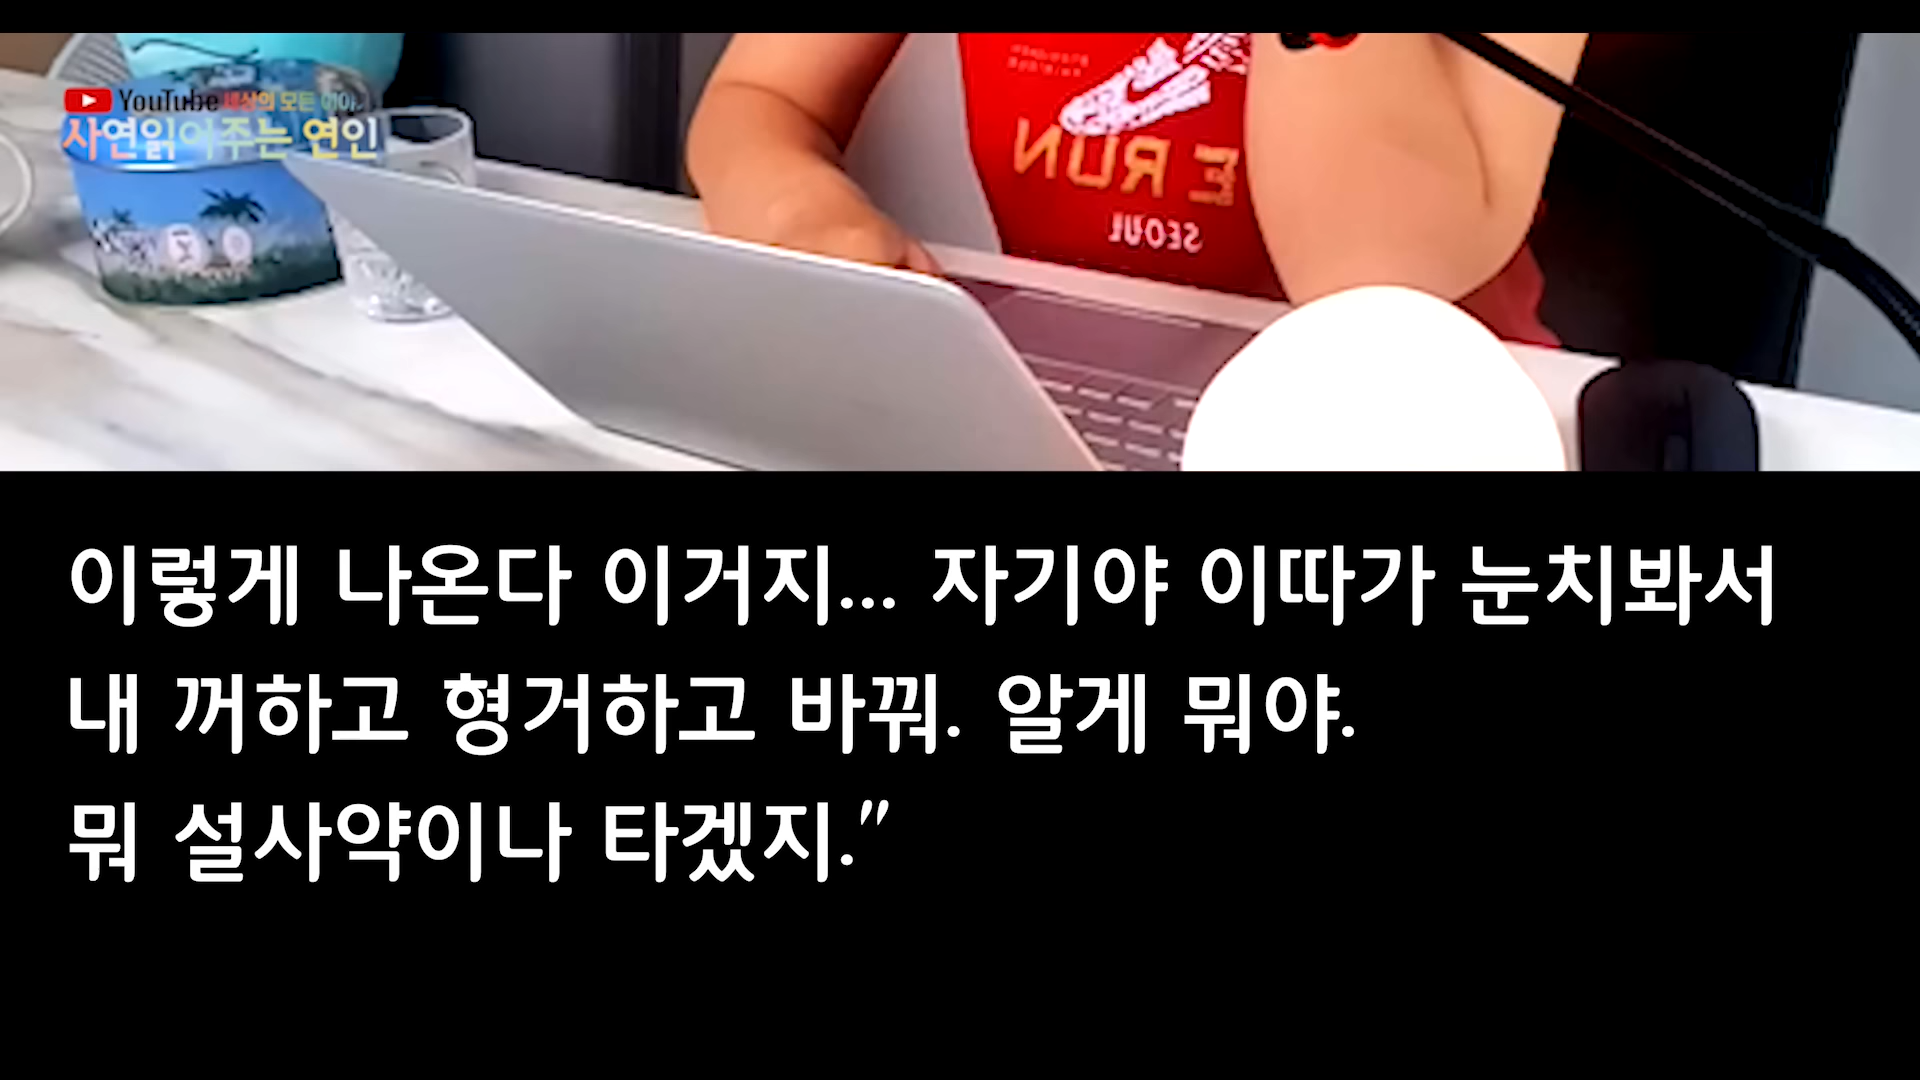 YouTube 세상의 모든 이야기
사연읽어주는 연인
E RUN
SEOUL
이렇게 나온다 이거지... 자기야 이따가 눈치봐서
내 꺼하고 형거하고 바꿔. 알게 뭐야.
뭐 설사약이나 타겠지."